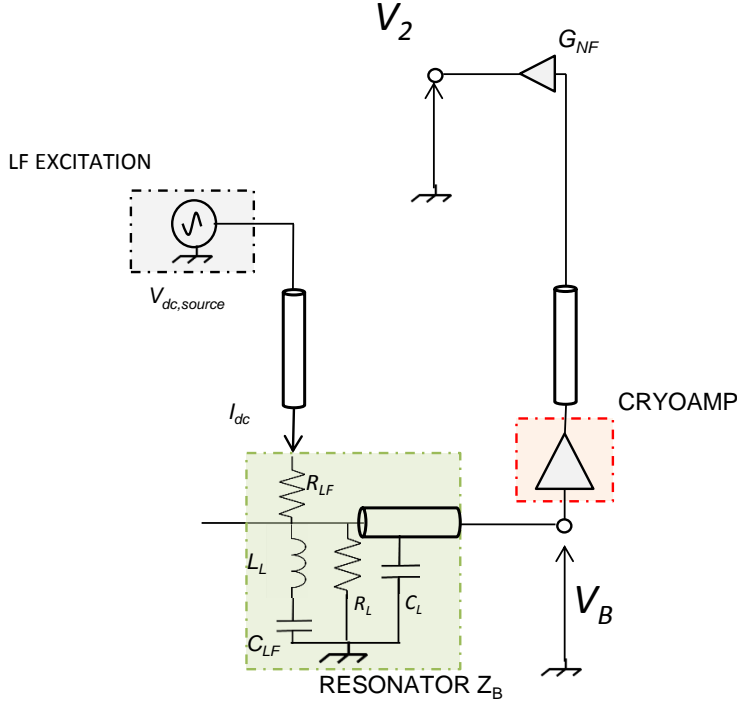 V2
GNF
LF EXCITATION
Vdc,source
Idc
CRYOAMP
RLF
LL
RL
CL
CLF
VB
RESONATOR ZB